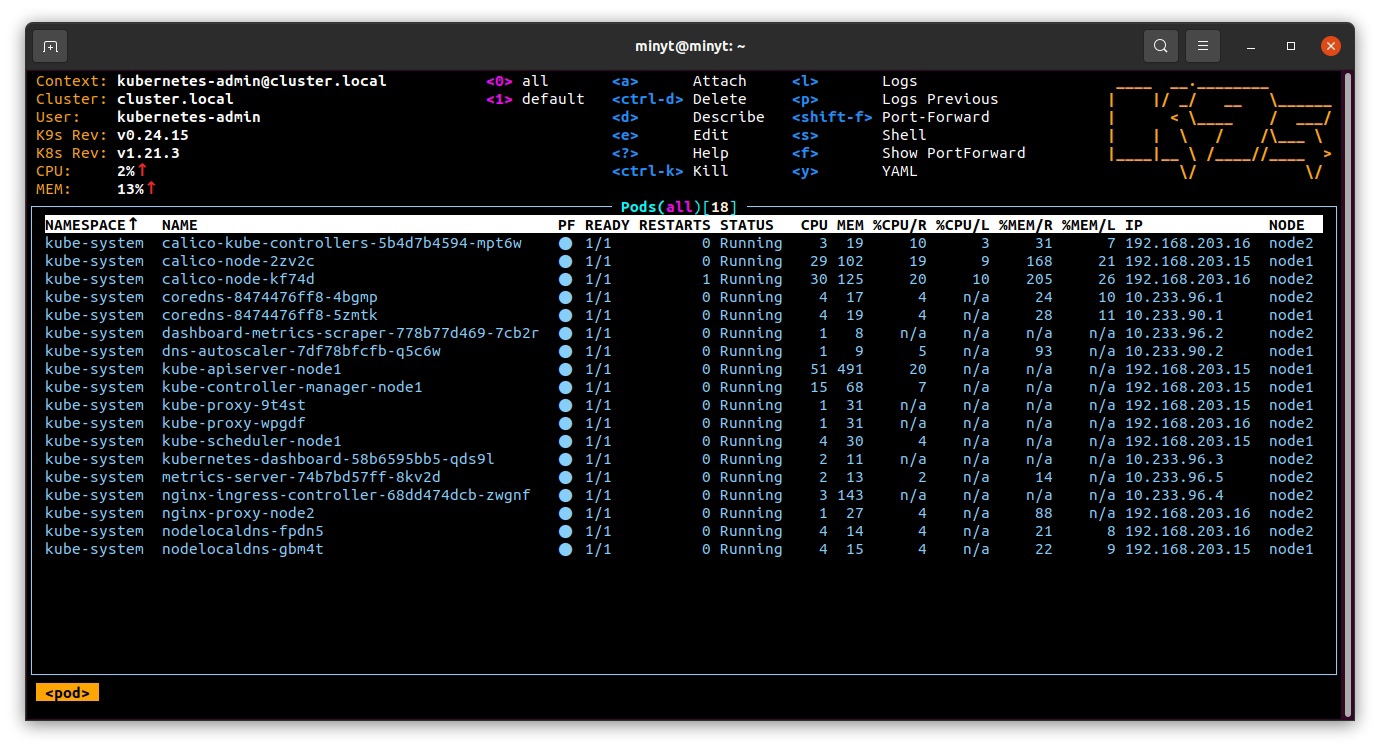 minyt@minyt: ~
Context: kubernetes-admin@cluster.local <0> all <a> Attach <l> Logs
Cluster: cluster.local <1> default <ctrl-d> Delete <p> Logs Previous
User: kubernetes-admin <d> Describe <shift-f> Port-Forward
K9s Rev: v0.24.15 <e> Edit <s> Shell
K8s Rev: v1.21.3 <?> Help <f> Show PortForward
CPU: 2%↑ <ctrl-k> Kill <y> YAML
MEM: 13%↑
Pods(all)[18]
NAMESPACE↑ NAME PF READY RESTARTS STATUS CPU MEM %CPU/R %CPU/L %MEM/R %MEM/L IP NODE
kube-system calico-kube-controllers-5b4d7b4594-mpt6w ● 1/1 0 Running 3 19 10 3 31 7 192.168.203.16 node2
kube-system calico-node-2zv2c ● 1/1 0 Running 29 102 19 9 168 21 192.168.203.15 node1
kube-system calico-node-kf74d ● 1/1 1 Running 30 125 20 10 205 26 192.168.203.16 node2
kube-system coredns-8474476ff8-4bgmp ● 1/1 0 Running 4 17 4 n/a 24 10 10.233.96.1 node2
kube-system coredns-8474476ff8-5zmtk ● 1/1 0 Running 4 19 4 n/a 28 11 10.233.90.1 node1
kube-system dashboard-metrics-scraper-778b77d469-7cb2r ● 1/1 0 Running 1 8 n/a n/a n/a n/a 10.233.96.2 node2
kube-system dns-autoscaler-7df78bfcfb-q5c6w ● 1/1 0 Running 1 9 5 n/a 93 n/a 10.233.90.2 node1
kube-system kube-apiserver-node1 ● 1/1 0 Running 51 491 20 n/a n/a n/a 192.168.203.15 node1
kube-system kube-controller-manager-node1 ● 1/1 0 Running 15 68 7 n/a n/a n/a 192.168.203.15 node1
kube-system kube-proxy-9t4st ● 1/1 0 Running 1 31 n/a n/a n/a n/a 192.168.203.15 node1
kube-system kube-proxy-wpgdf ● 1/1 0 Running 1 31 n/a n/a n/a n/a 192.168.203.16 node2
kube-system kube-scheduler-node1 ● 1/1 0 Running 4 30 4 n/a n/a n/a 192.168.203.15 node1
kube-system kubernetes-dashboard-58b6595bb5-qds9l ● 1/1 0 Running 2 11 n/a n/a n/a n/a 10.233.96.3 node2
kube-system metrics-server-74b7bd57ff-8kv2d ● 1/1 0 Running 2 13 2 n/a 14 n/a 10.233.96.5 node2
kube-system nginx-ingress-controller-68dd474dcb-zwgnf ● 1/1 0 Running 3 143 n/a n/a n/a n/a 10.233.96.4 node2
kube-system nginx-proxy-node2 ● 1/1 0 Running 1 27 4 n/a 88 n/a 192.168.203.16 node2
kube-system nodelocaldns-fpdn5 ● 1/1 0 Running 4 14 4 n/a 21 8 192.168.203.16 node2
kube-system nodelocaldns-gbm4t ● 1/1 0 Running 4 15 4 n/a 22 9 192.168.203.15 node1
<pod>